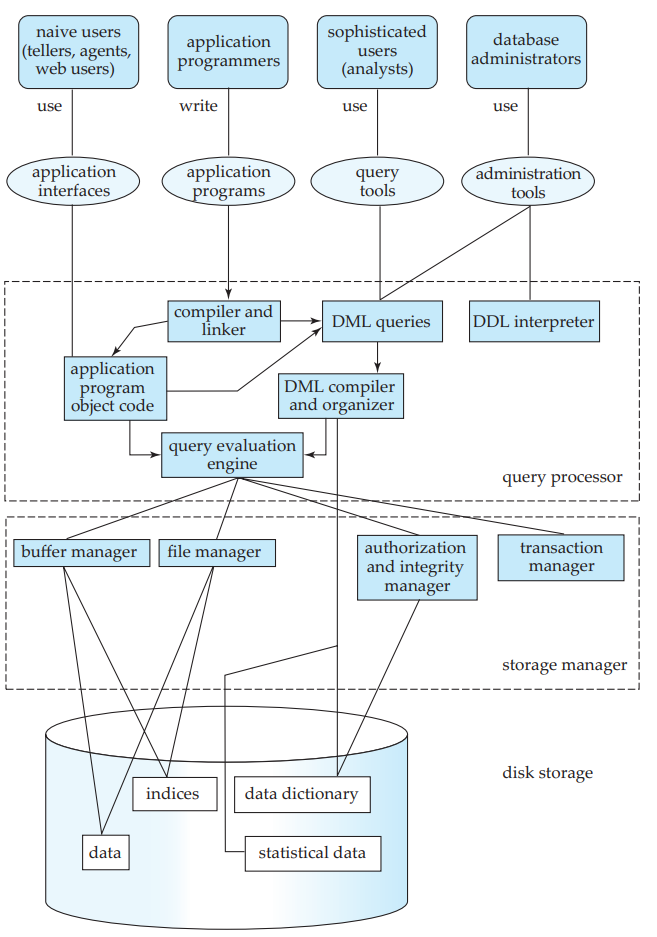 naive users
(tellers, agents,
web users)
application
programmers
sophisticated
users
(analysts)
database
administrators
use
write
use
use
application
interfaces
application
programs
query
tools
administration
tools
compiler and
linker
DML queries
DDL interpreter
application
program
object code
DML compiler
and organizer
query evaluation
engine
query processor
buffer manager
file manager
authorization
and integrity
manager
transaction
manager
storage manager
disk storage
indices
data dictionary
data
statistical data